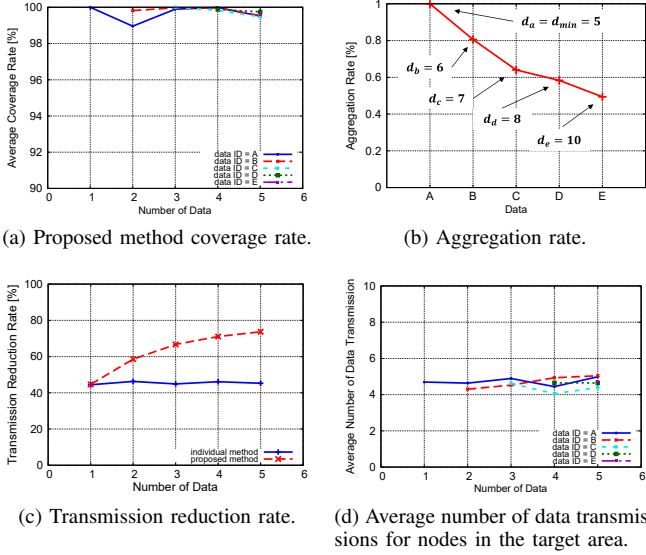 100
98
96
94
92
90
Average Coverage Rate [%]
data ID = A
data ID = B
data ID = C
data ID = D
data ID = E
0 1 2 3 4 5 6
Number of Data
(a) Proposed method coverage rate.
1
0.8
0.6
0.4
0.2
0
Aggregation Rate [%]
d_a = d_min = 5
d_b = 6
d_c = 7
d_d = 8
d_e = 10
A B C D E
Data
(b) Aggregation rate.
100
80
60
40
20
0
Transmission Reduction Rate [%]
individual method
proposed method
0 1 2 3 4 5 6
Number of Data
(c) Transmission reduction rate.
10
8
6
4
2
0
Average Number of Data Transmission
data ID = A
data ID = B
data ID = C
data ID = D
data ID = E
0 1 2 3 4 5 6
Number of Data
(d) Average number of data transmis-
sions for nodes in the target area.